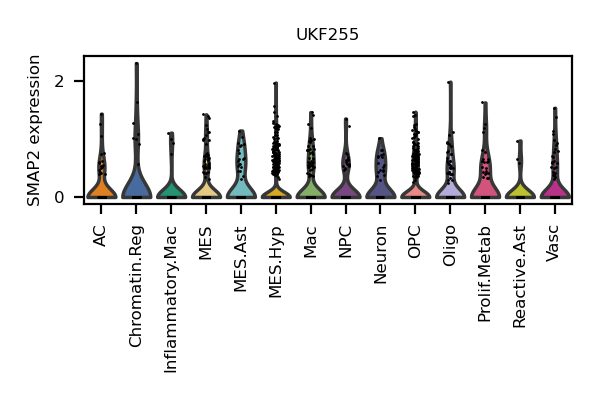 UKF255
SMAP2 expression
2
0
AC
Chromatin.Reg
Inflammatory.Mac
MES
MES.Ast
MES.Hyp
Mac
NPC
Neuron
OPC
Oligo
Prolif.Metab
Reactive.Ast
Vasc